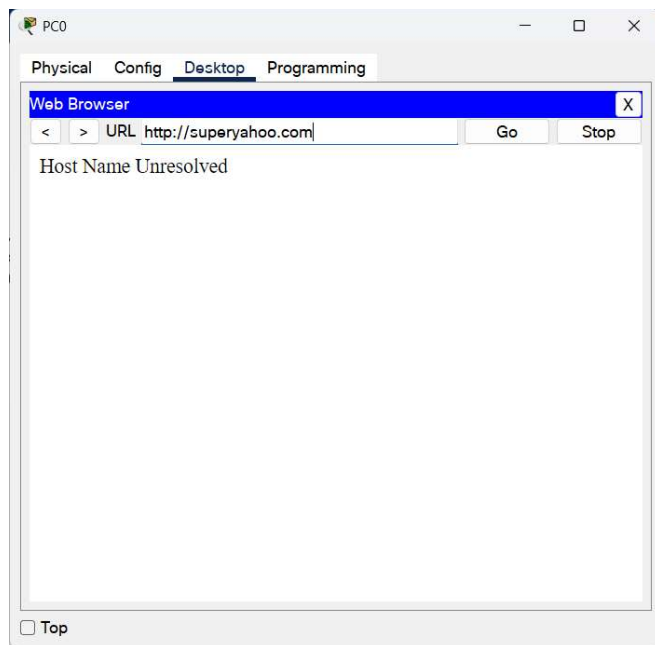 PC0
Physical Config Desktop Programming
Web Browser X
< > URL http://superyahoo.com Go Stop
Host Name Unresolved
Top